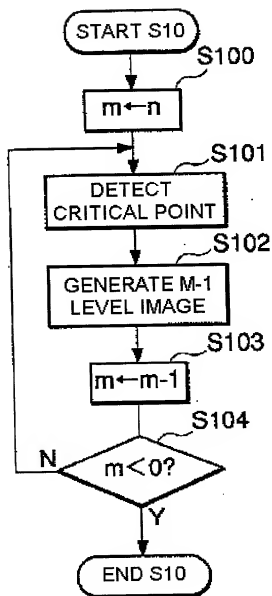 START S10
S100
m←n
S101
DETECT
CRITICAL POINT
S102
GENERATE M-1
LEVEL IMAGE
S103
m←m-1
S104
N
m<0?
Y
END S10